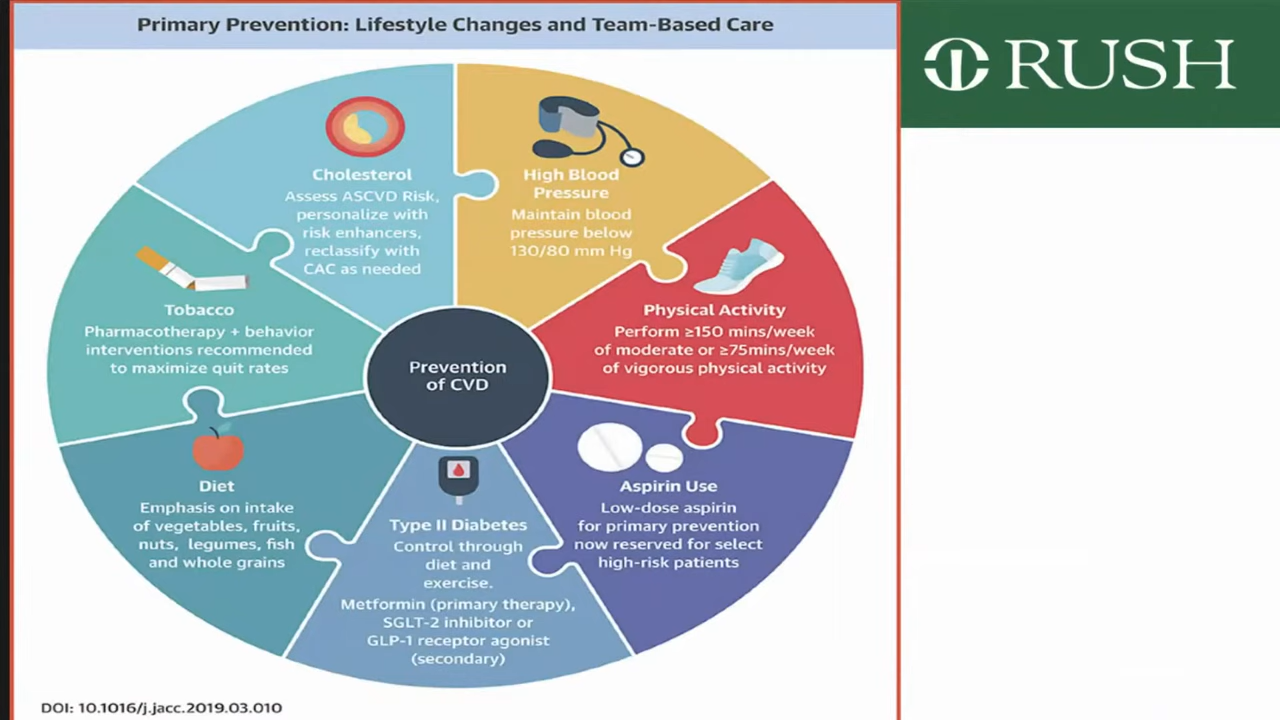 Primary Prevention: Lifestyle Changes and Team-Based Care
RUSH
Cholesterol
Assess ASCVD Risk,
personalize with
risk enhancers,
reclassify with
CAC as needed
High Blood
Pressure
Maintain blood
pressure below
130/80 mm Hg
Tobacco
Pharmacotherapy + behavior
interventions recommended
to maximize quit rates
Physical Activity
Perform ≥150 mins/week
of moderate or ≥75mins/week
of vigorous physical activity
Prevention
of CVD
Diet
Emphasis on intake
of vegetables, fruits,
nuts, legumes, fish
and whole grains
Type II Diabetes
Control through
diet and
exercise.
Metformin (primary therapy),
SGLT-2 inhibitor or
GLP-1 receptor agonist
(secondary)
Aspirin Use
Low-dose aspirin
for primary prevention
now reserved for select
high-risk patients
DOI: 10.1016/j.jacc.2019.03.010